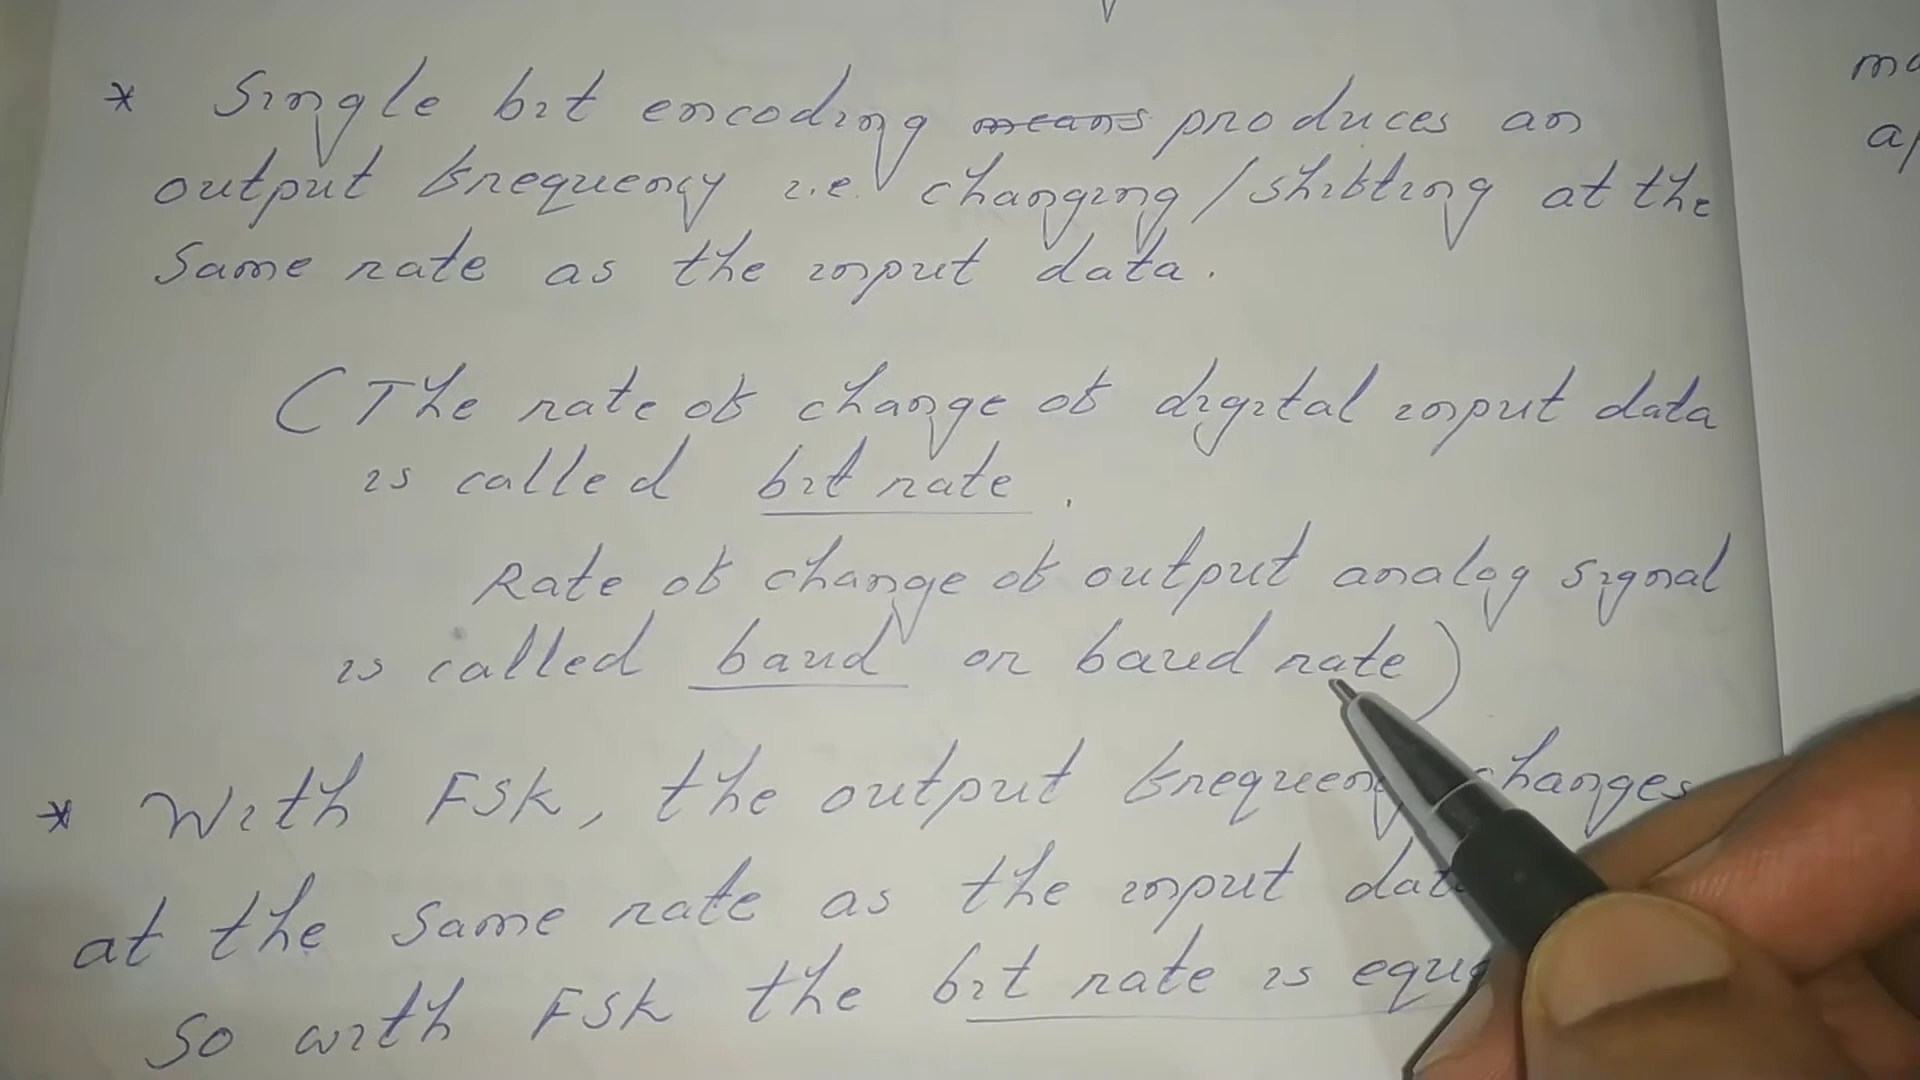 * Single bit encoding means produces an
output frequency i.e. changing/shifting at the
same rate as the input data.
(The rate of change of digital input data
is called bit rate.
Rate of change of output analog signal
is called baud or baud rate)
* With FSK, the output frequency changes
at the same rate as the input
So with FSK the bit rate is